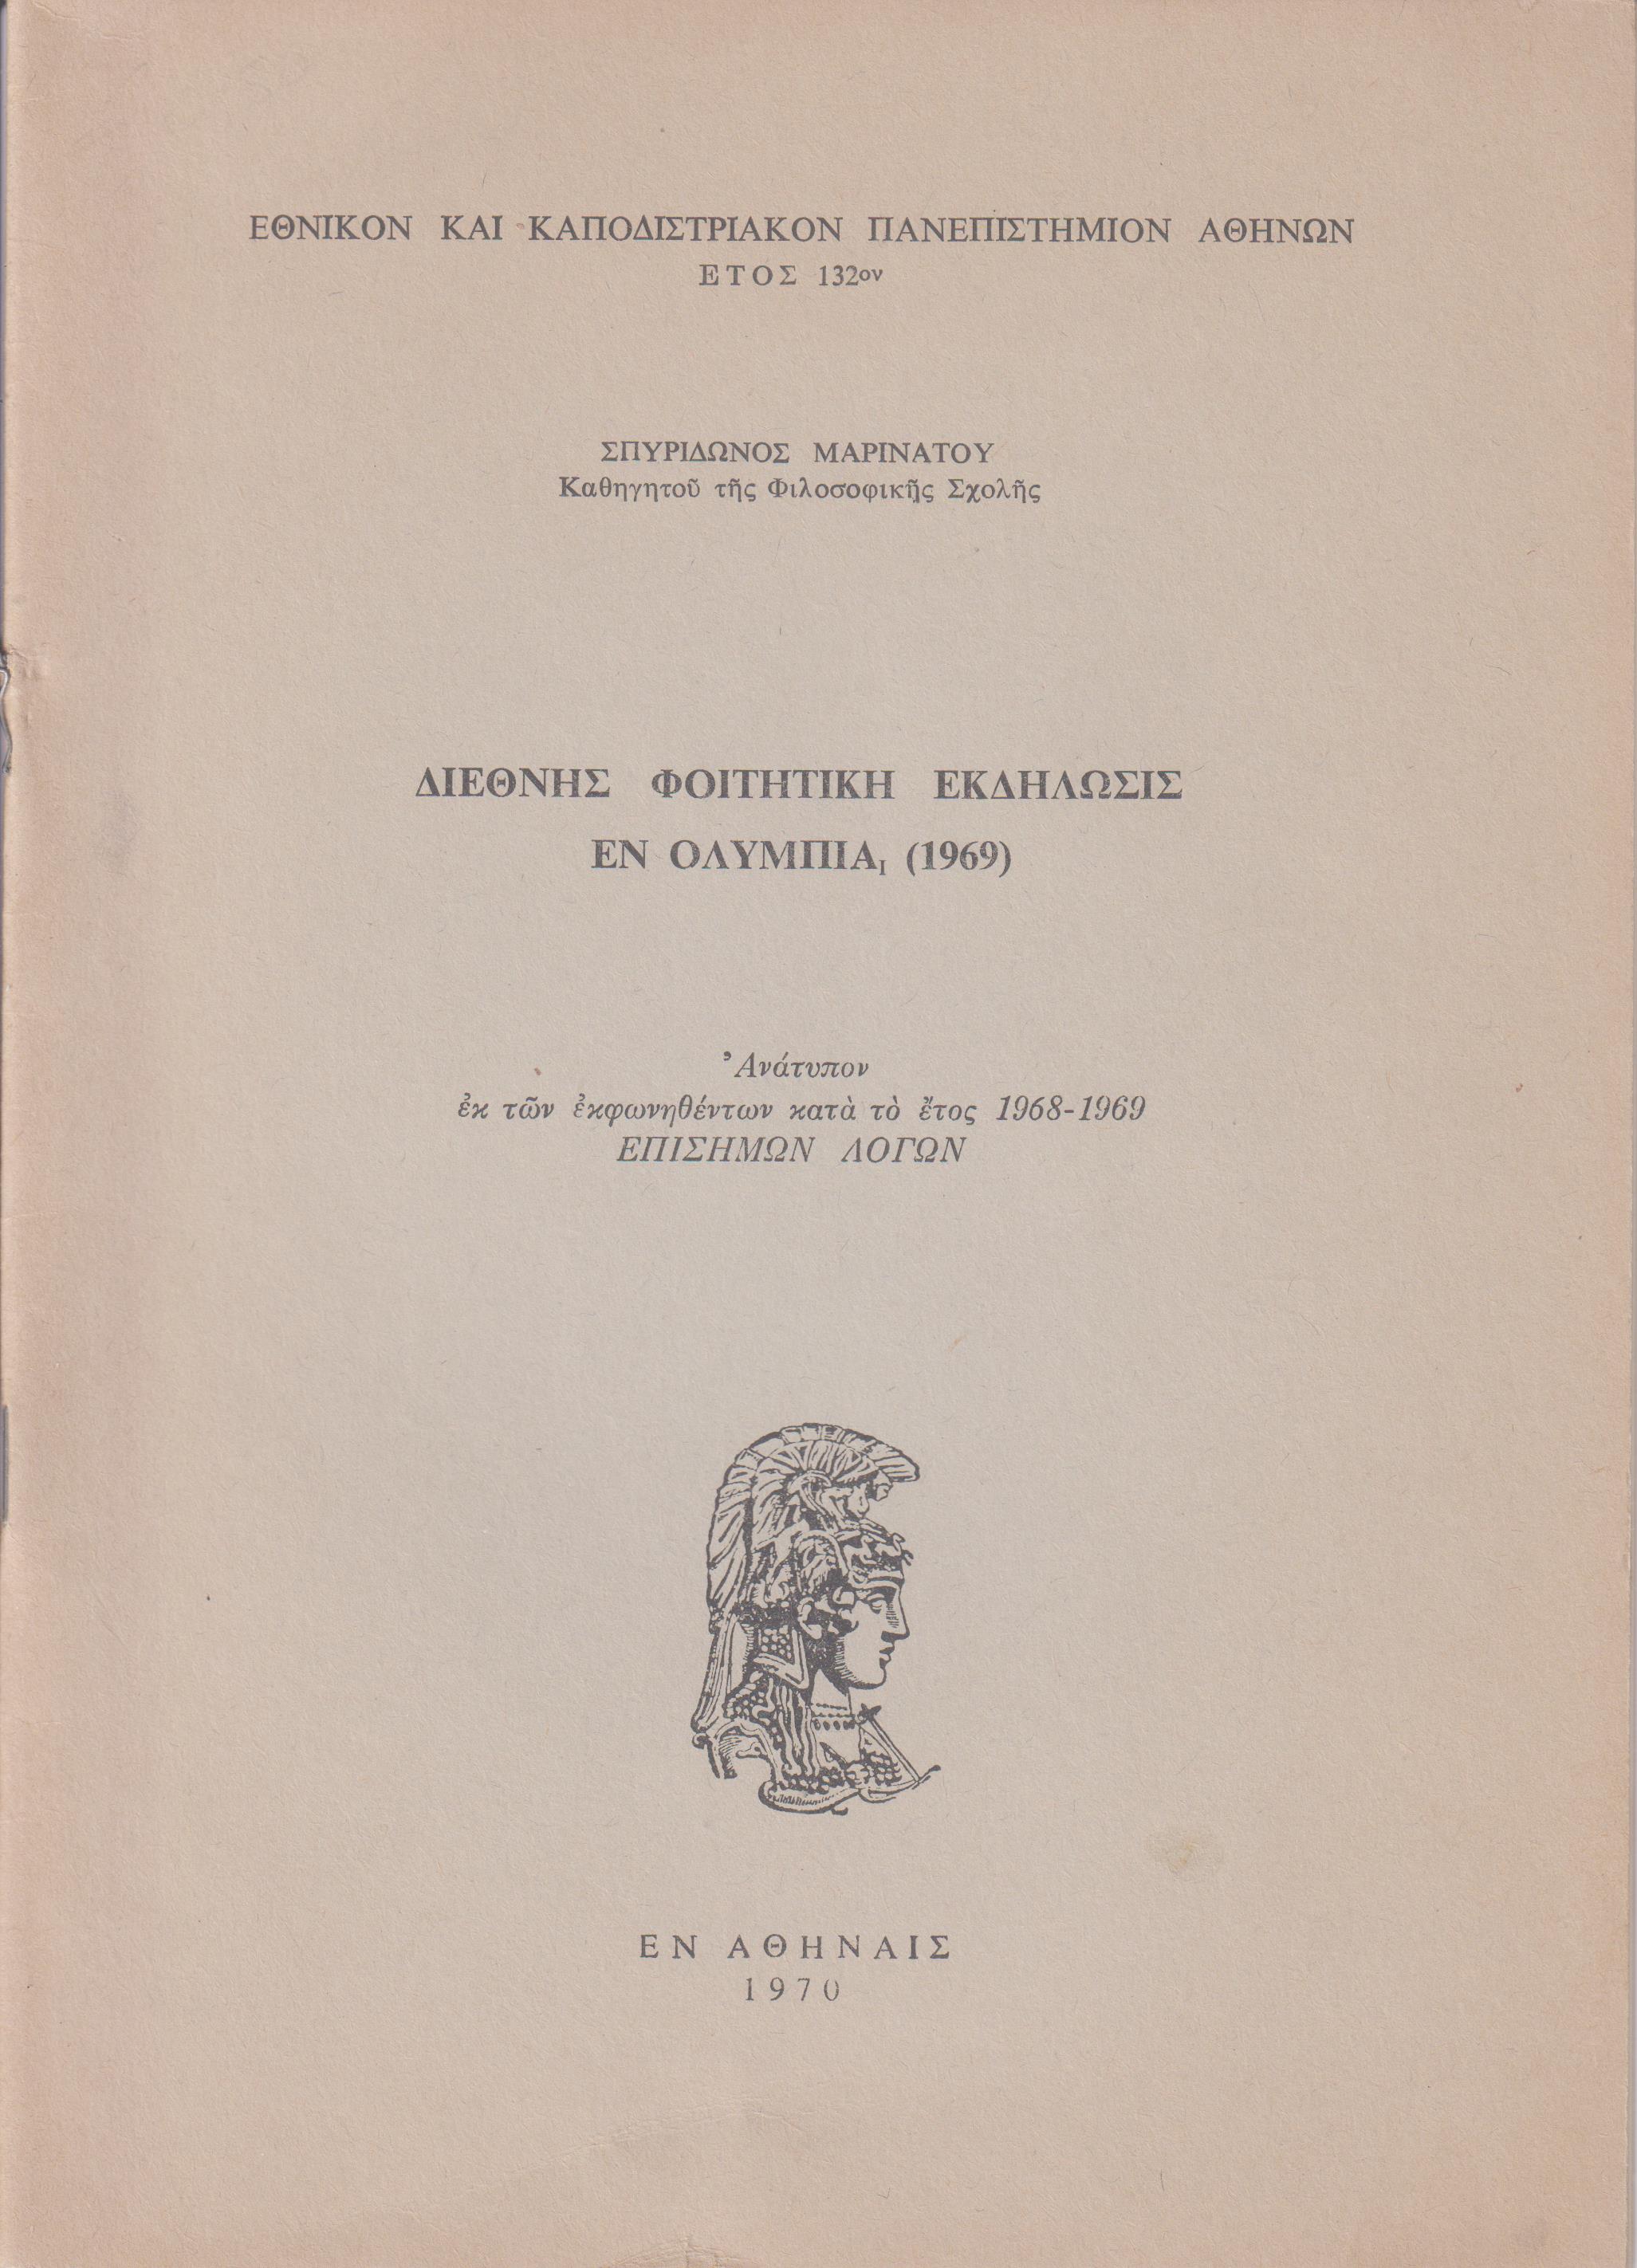 ΕΘΝΙΚΟΝ ΚΑΙ ΚΑΠΟΔΙΣΤΡΙΑΚΟΝ ΠΑΝΕΠΙΣΤΗΜΙΟΝ ΑΘΗΝΩΝ
ΕΤΟΣ 132ον
ΣΠΥΡΙΔΩΝΟΣ ΜΑΡΙΝΑΤΟΥ
Καθηγητοῦ τῆς Φιλοσοφικῆς Σχολῆς
ΔΙΕΘΝΗΣ ΦΟΙΤΗΤΙΚΗ ΕΚΔΗΛΩΣΙΣ
ΕΝ ΟΛΥΜΠΙᾼ (1969)
Ἀνάτυπον
ἐκ τῶν ἐκφωνηθέντων κατὰ τὸ ἔτος 1968-1969
ΕΠΙΣΗΜΩΝ ΛΟΓΩΝ
ΕΝ ΑΘΗΝΑΙΣ
1970